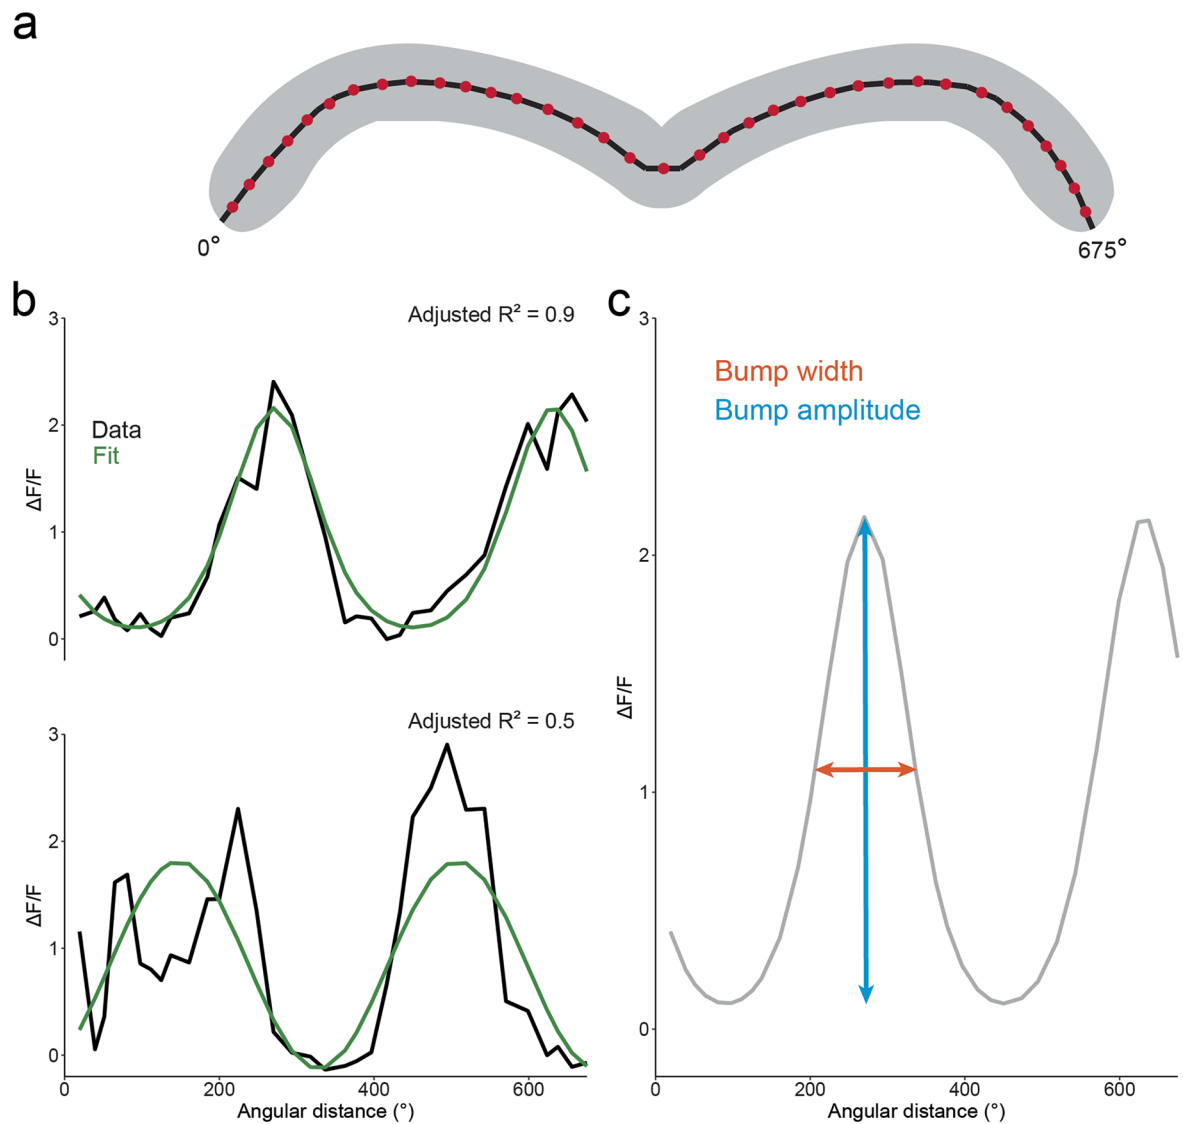 a
0°
675°
b
Adjusted R² = 0.9
3
2
1
0
ΔF/F
Data
Fit
Adjusted R² = 0.5
3
2
1
0
ΔF/F
0
200
400
600
Angular distance (°)
c
3
2
1
0
ΔF/F
Bump width
Bump amplitude
0
200
400
600
Angular distance (°)